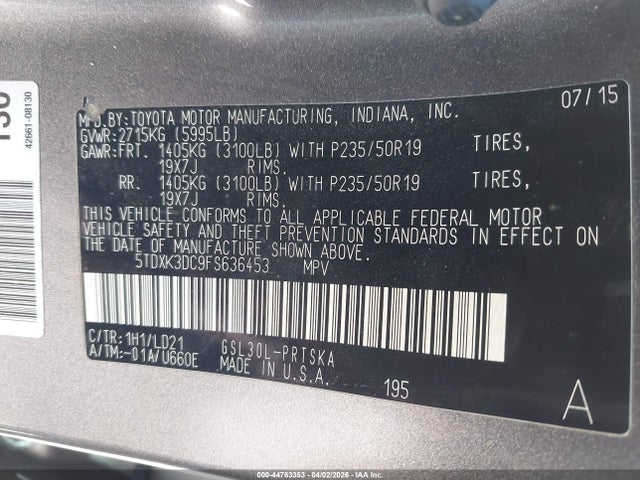 42661-08130
MFD.BY:TOYOTA MOTOR MANUFACTURING, INDIANA, INC. 07/15
GVWR:2715KG (5995LB)
GAWR:FRT. 1405KG (3100LB) WITH P235/50R19 TIRES,
19X7J RIMS.
RR. 1405KG (3100LB) WITH P235/50R19 TIRES,
19X7J RIMS.
THIS VEHICLE CONFORMS TO ALL APPLICABLE FEDERAL MOTOR
VEHICLE SAFETY AND THEFT PREVENTION STANDARDS IN EFFECT ON
THE DATE OF MANUFACTURE SHOWN ABOVE.
5TDXK3DC9FS636453 MPV
C/TR:1H1/LD21 GSL30L-PRTSKA
A/TM:-01A/U660E MADE IN U.S.A. 195 A
000-44763353 | 04/02/2026 - IAA Inc.